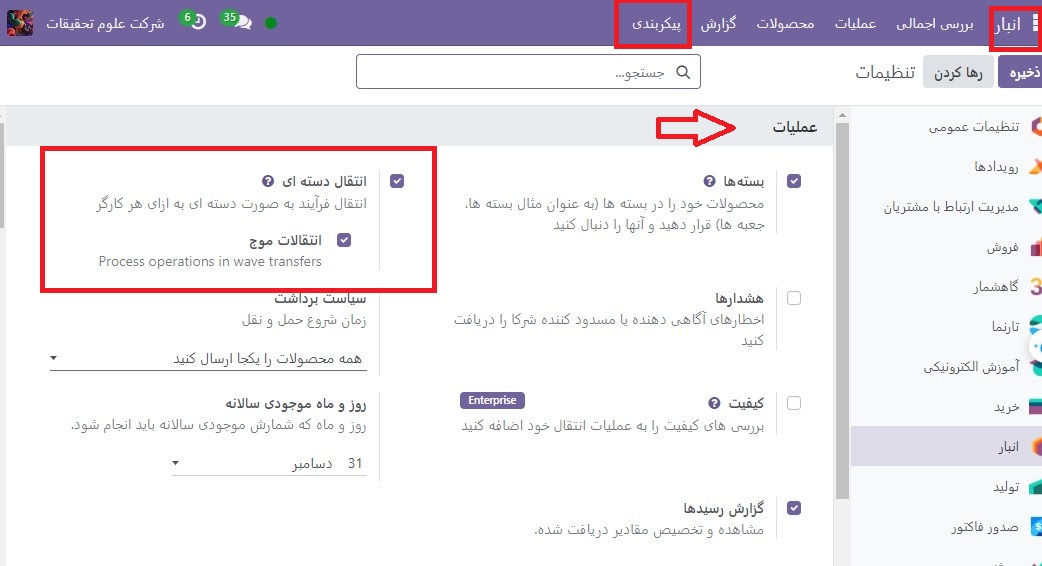 انبار
بررسی اجمالی
عملیات
محصولات
گزارش
پیکربندی
35
6
شرکت علوم تحقیقات
ذخیره
رها کردن
تنظیمات
جستجو...
تنظیمات عمومی
رویدادها
مدیریت ارتباط با مشتریان
فروش
گاهشمار
تارنما
آموزش الکترونیکی
خرید
انبار
تولید
صدور فاکتور
عملیات
بسته‌ها ?
محصولات خود را در بسته ها (به عنوان مثال بسته ها،
جعبه ها) قرار دهید و آنها را دنبال کنید
انتقال دسته ای ?
انتقال فرآیند به صورت دسته ای به ازای هر کارگر
انتقالات موج
Process operations in wave transfers
هشدارها
اخطارهای آگاهی دهنده یا مسدود کننده شرکا را دریافت
کنید
سیاست برداشت
زمان شروع حمل و نقل
همه محصولات را یکجا ارسال کنید
کیفیت ?
Enterprise
بررسی های کیفیت را به عملیات انتقال خود اضافه کنید
روز و ماه موجودی سالانه
روز و ماه که شمارش موجودی سالانه باید انجام شود.
31 دسامبر
گزارش رسیدها
مشاهده و تخصیص مقادیر دریافت شده.